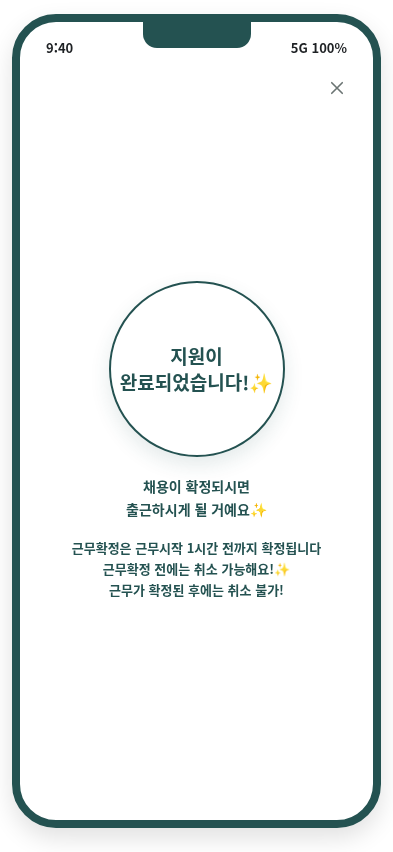 9:40
5G 100%
지원이
완료되었습니다!✨
채용이 확정되시면
출근하시게 될 거예요✨
근무확정은 근무시작 1시간 전까지 확정됩니다
근무확정 전에는 취소 가능해요!✨
근무가 확정된 후에는 취소 불가!